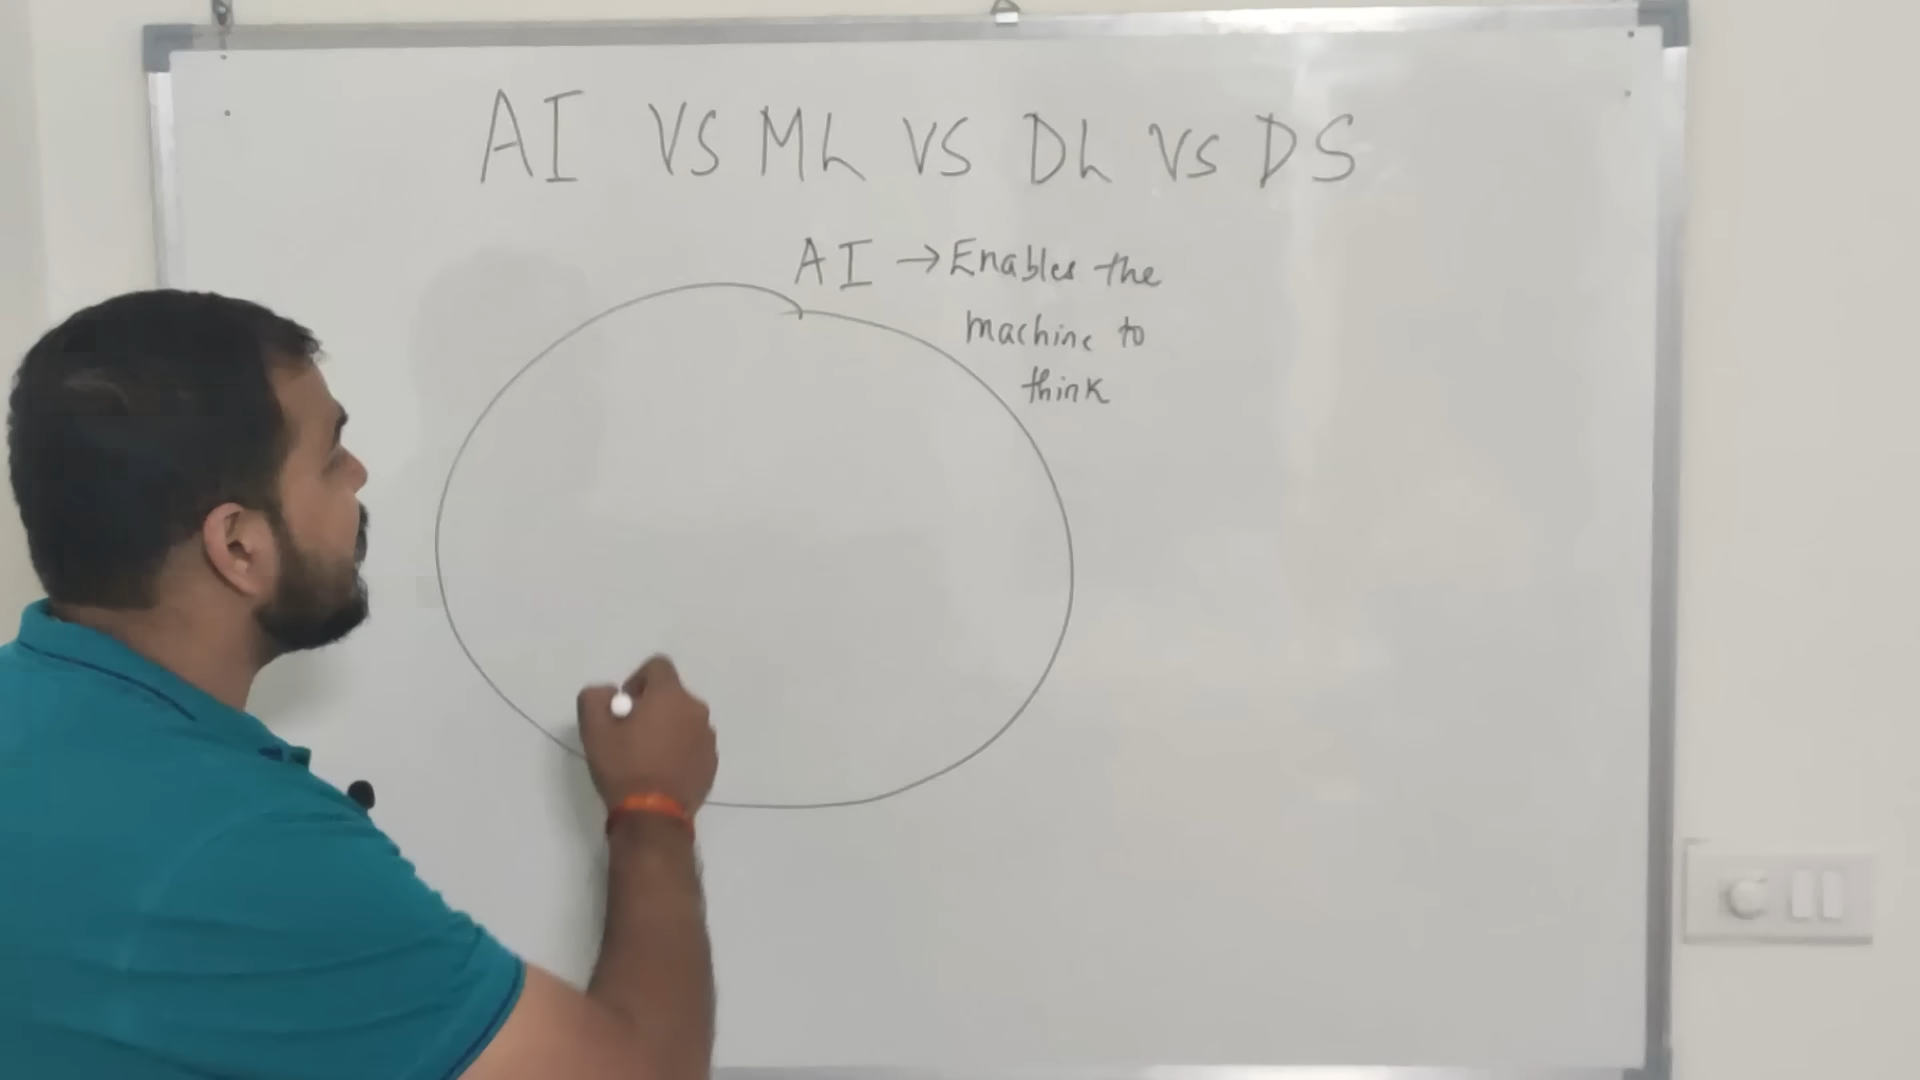 AI VS ML VS DL VS DS
AI → Enables the
machine to
think